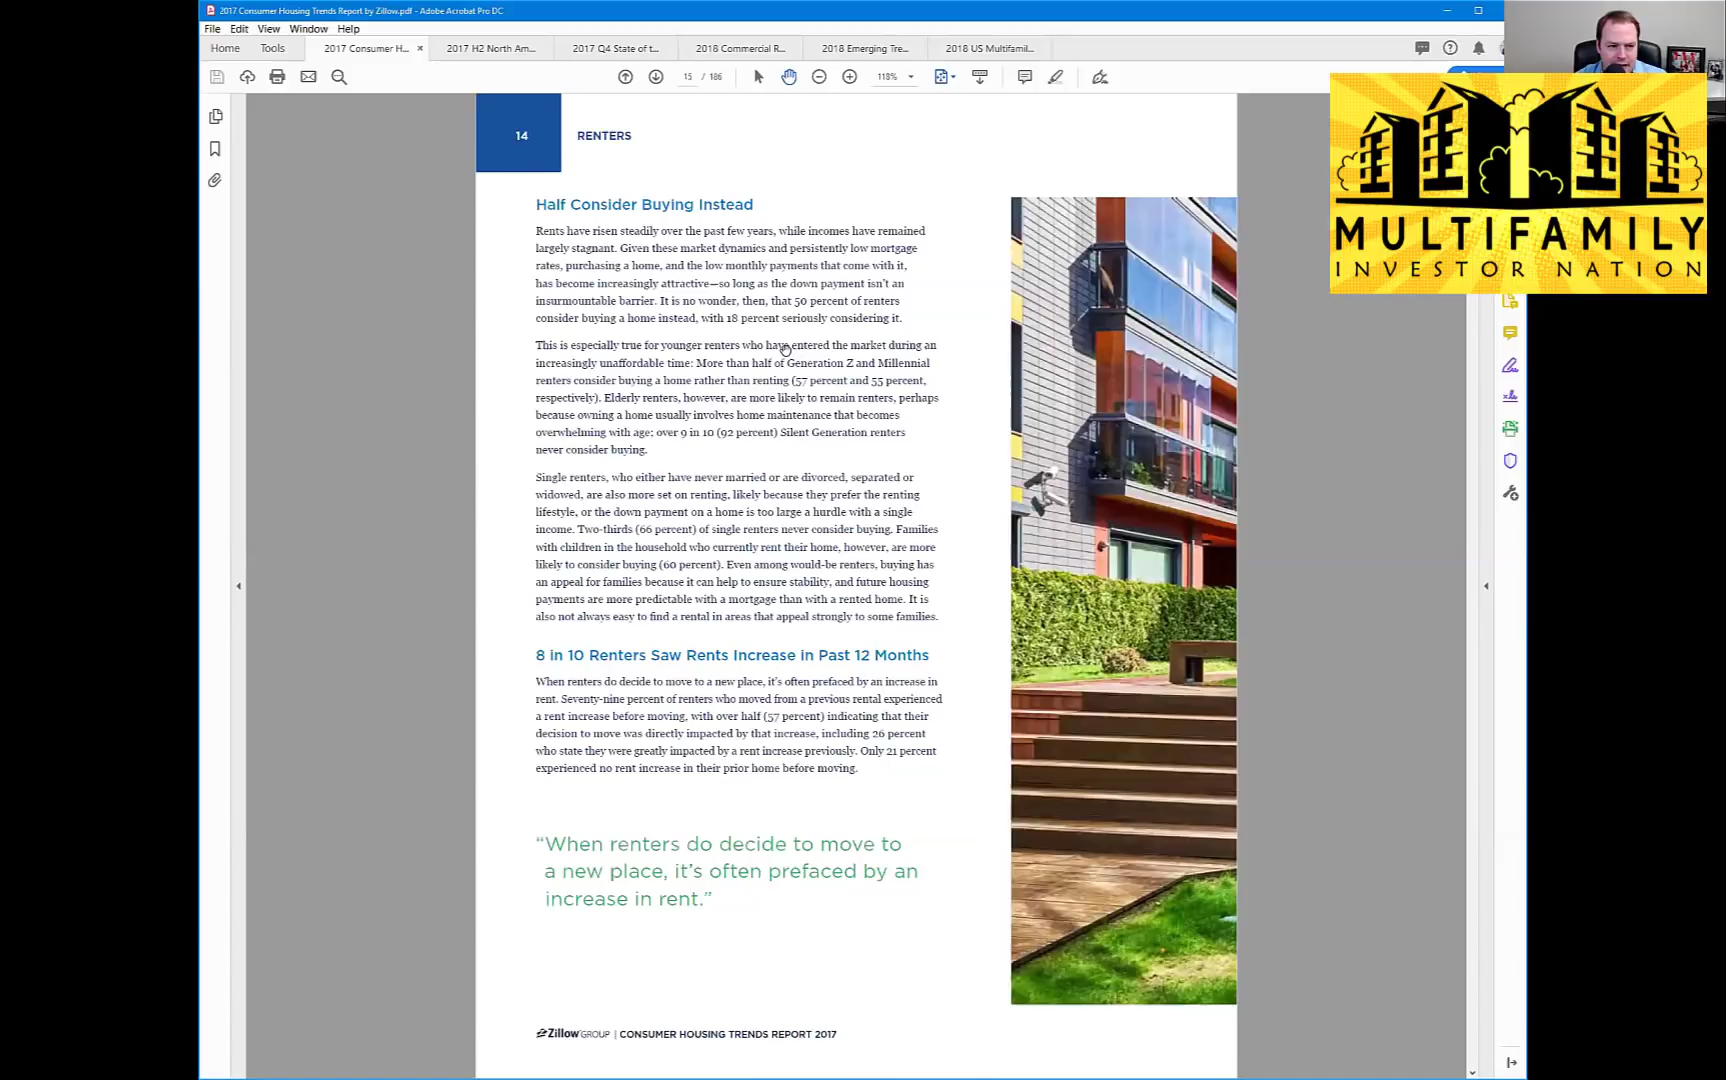 2017 Consumer Housing Trends Report by Zillow.pdf - Adobe Acrobat Pro DC
File Edit View Window Help
Home Tools 2017 Consumer H... × 2017 H2 North Am... 2017 Q4 State of t... 2018 Commercial R... 2018 Emerging Tre... 2018 US Multifamil...
15 / 186 118%
14 RENTERS
MULTIFAMILY
INVESTOR NATION
Half Consider Buying Instead
Rents have risen steadily over the past few years, while incomes have remained
largely stagnant. Given these market dynamics and persistently low mortgage
rates, purchasing a home, and the low monthly payments that come with it,
has become increasingly attractive—so long as the down payment isn't an
insurmountable barrier. It is no wonder, then, that 50 percent of renters
consider buying a home instead, with 18 percent seriously considering it.
This is especially true for younger renters who have entered the market during an
increasingly unaffordable time: More than half of Generation Z and Millennial
renters consider buying a home rather than renting (57 percent and 55 percent,
respectively). Elderly renters, however, are more likely to remain renters, perhaps
because owning a home usually involves home maintenance that becomes
overwhelming with age: over 9 in 10 (92 percent) Silent Generation renters
never consider buying.
Single renters, who either have never married or are divorced, separated or
widowed, are also more set on renting, likely because they prefer the renting
lifestyle, or the down payment on a home is too large a hurdle with a single
income. Two-thirds (66 percent) of single renters never consider buying. Families
with children in the household who currently rent their home, however, are more
likely to consider buying (60 percent). Even among would-be renters, buying has
an appeal for families because it can help to ensure stability, and future housing
payments are more predictable with a mortgage than with a rented home. It is
also not always easy to find a rental in areas that appeal strongly to some families.
8 in 10 Renters Saw Rents Increase in Past 12 Months
When renters do decide to move to a new place, it's often prefaced by an increase in
rent. Seventy-nine percent of renters who moved from a previous rental experienced
a rent increase before moving, with over half (57 percent) indicating that their
decision to move was directly impacted by that increase, including 26 percent
who state they were greatly impacted by a rent increase previously. Only 21 percent
experienced no rent increase in their prior home before moving.
“When renters do decide to move to
a new place, it’s often prefaced by an
increase in rent.”
Zillow GROUP | CONSUMER HOUSING TRENDS REPORT 2017